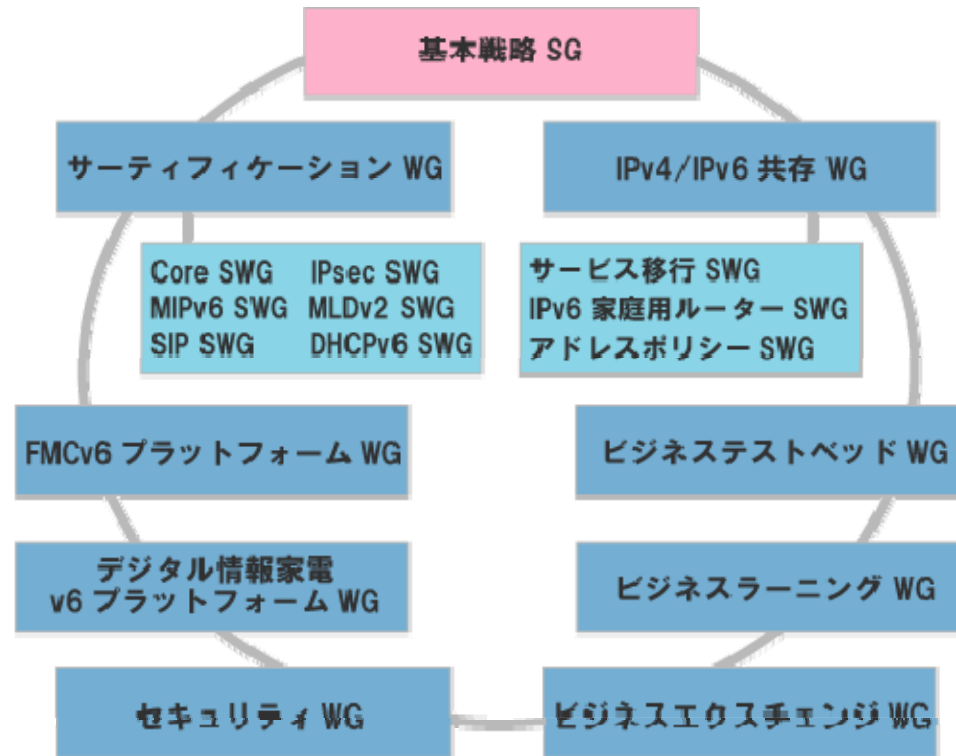 基本戦略 SG
サーティフィケーション WG
IPv4/IPv6 共存 WG
Core SWG IPsec SWG
MIPv6 SWG MLDv2 SWG
SIP SWG DHCPv6 SWG
サービス移行 SWG
IPv6 家庭用ルーター SWG
アドレスポリシー SWG
FMCv6 プラットフォーム WG
ビジネステストベッド WG
デジタル情報家電
v6 プラットフォーム WG
ビジネスラーニング WG
セキュリティ WG
ビジネスエクスチェンジ WG